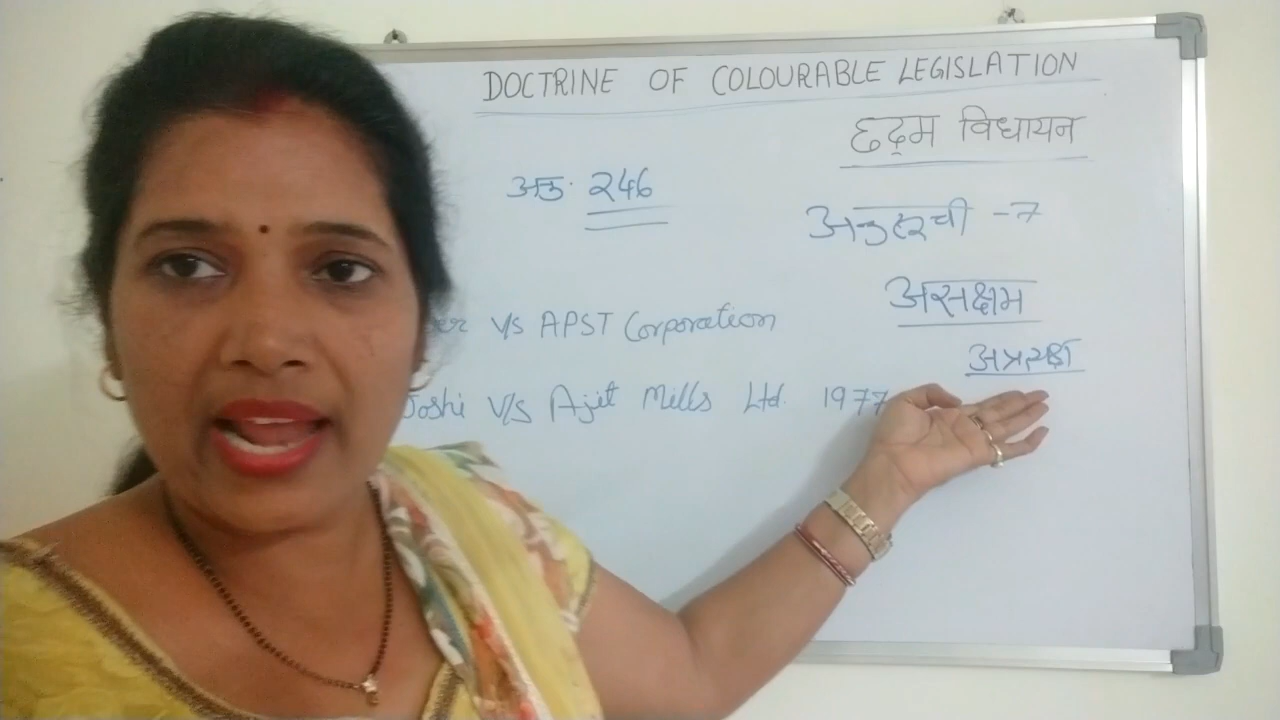 DOCTRINE OF COLOURABLE LEGISLATION
छद्म विधायन
अनु. 246
अनुसूची -7
असक्षम
V/S APST Corporation
अप्रत्यक्ष
Joshi V/S Ajit Mills Ltd. 1977